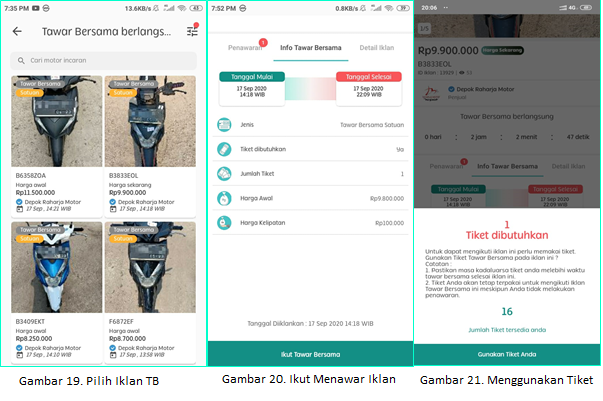 7:35 PM
13.6KB/s
63
Tawar Bersama berlangs...
Cari motor incaran
Tawar Bersama
Satuan
B6358ZOA
Harga awal
Rp11.500.000
Depok Raharja Motor
17 Sep , 14:21 WIB
Tawar Bersama
Satuan
B3833EOL
Harga sekarang
Rp9.900.000
Depok Raharja Motor
17 Sep , 14:18 WIB
Tawar Bersama
Satuan
B3409EKT
Harga awal
Rp8.250.000
Depok Raharja Motor
17 Sep , 14:10 WIB
Tawar Bersama
Satuan
F6872EF
Harga awal
Rp8.700.000
Depok Raharja Motor
17 Sep , 13:58 WIB
Gambar 19. Pilih Iklan TB
7:52 PM
0.8KB/s
Penawaran
1
Info Tawar Bersama
Detail Iklan
Tanggal Mulai
17 Sep 2020
14:18 WIB
Tanggal Selesai
17 Sep 2020
22:09 WIB
Jenis
Tawar Bersama Satuan
Tiket dibutuhkan
Ya
Jumlah Tiket
1
Harga Awal
Rp9.800.000
Harga Kelipatan
Rp100.000
Tanggal Diiklankan : 17 Sep 2020 14:18 WIB
Ikut Tawar Bersama
Gambar 20. Ikut Menawar Iklan
20:06
4G
1/5
Rp9.900.000
Harga Sekarang
B3833EOL
ID Iklan : 13929
93
Depok Raharja Motor
Penjual
Tawar Bersama berlangsung
0 hari : 2 jam : 2 menit : 47 detik
Penawaran
Info Tawar Bersama
Detail Iklan
Tanggal Mulai
17 Sep 2020
14:18 WIB
Tanggal Selesai
17 Sep 2020
22:09 WIB
1
Tiket dibutuhkan
Untuk dapat mengikuti iklan ini perlu memakai tiket.
Gunakan Tiket Tawar Bersama pada iklan ini ?
Catatan :
1. Pastikan masa kadaluarsa tiket anda melebihi waktu
tawar bersama selesai iklan ini.
2. Tiket Anda akan tetap terpakai untuk mengikuti Iklan
Tawar Bersama ini meskipun Anda tidak melakukan
penawaran.
16
Jumlah Tiket tersedia anda
Gunakan Tiket Anda
Gambar 21. Menggunakan Tiket